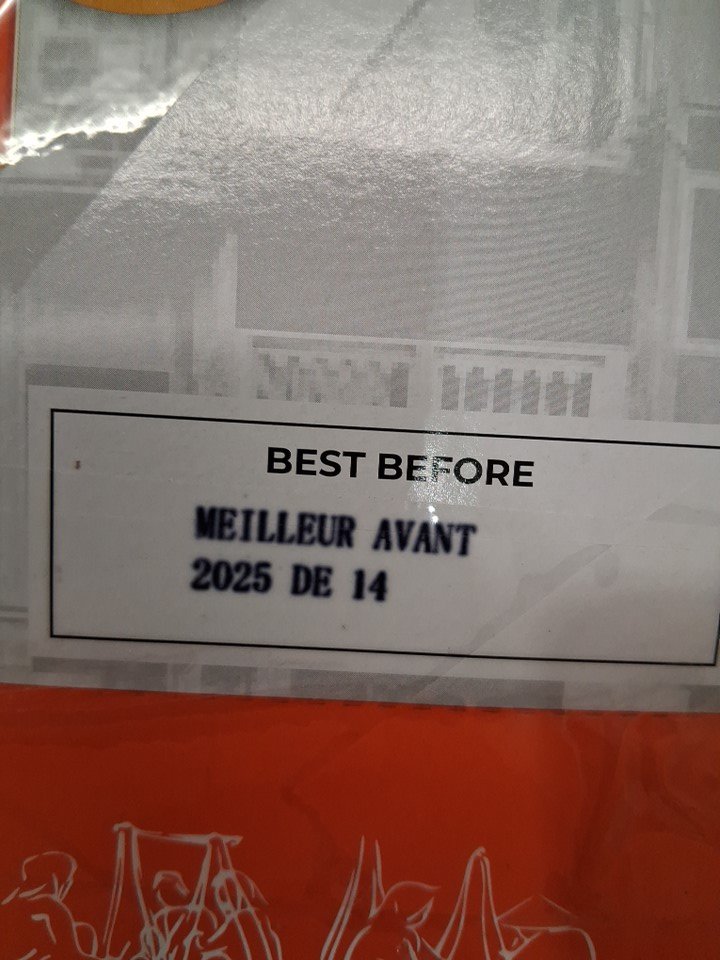 BEST BEFORE
MEILLEUR AVANT
2025 DE 14